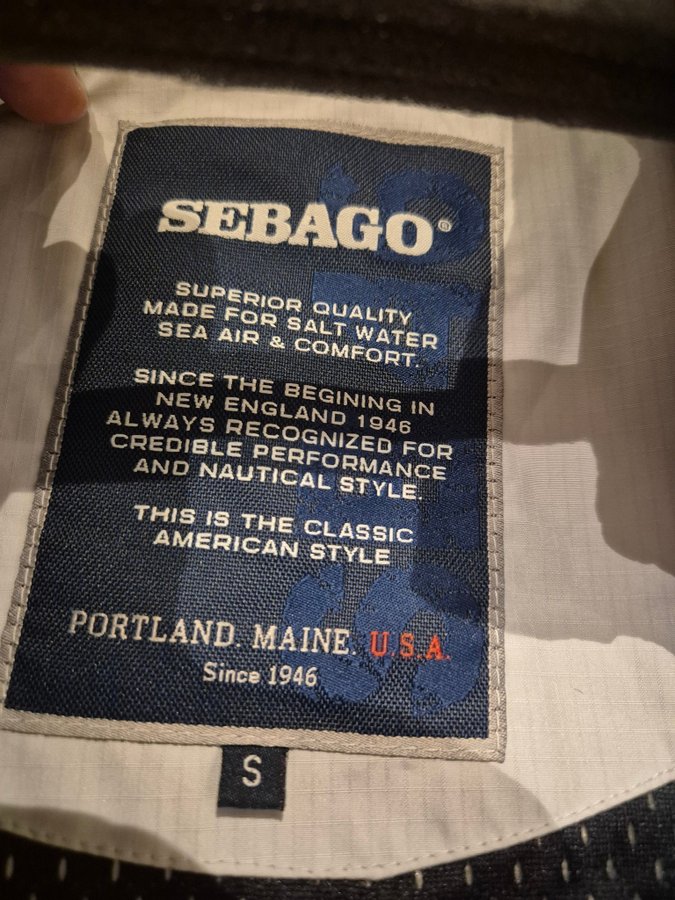 SEBAGO®
SUPERIOR QUALITY
MADE FOR SALT WATER
SEA AIR & COMFORT.
SINCE THE BEGINING IN
NEW ENGLAND 1946
ALWAYS RECOGNIZED FOR
CREDIBLE PERFORMANCE
AND NAUTICAL STYLE.
THIS IS THE CLASSIC
AMERICAN STYLE
PORTLAND. MAINE. U.S.A.
Since 1946
S